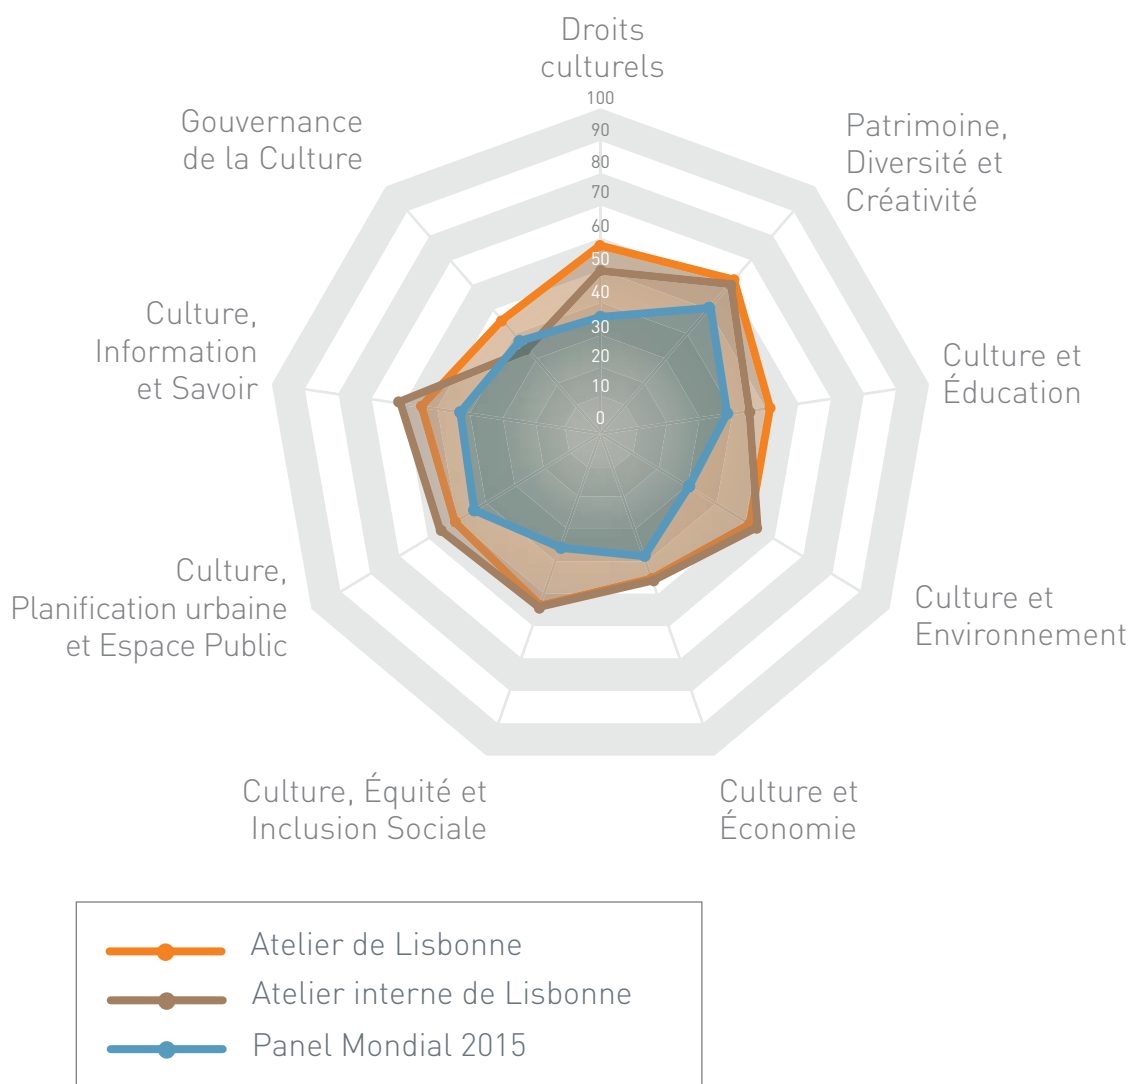 Droits
culturels
Patrimoine,
Diversité et
Créativité
Culture et
Éducation
Culture et
Environnement
Culture et
Économie
Culture, Équité et
Inclusion Sociale
Culture,
Planification urbaine
et Espace Public
Culture,
Information
et Savoir
Gouvernance
de la Culture
100
90
80
70
60
50
40
30
20
10
0
Atelier de Lisbonne
Atelier interne de Lisbonne
Panel Mondial 2015